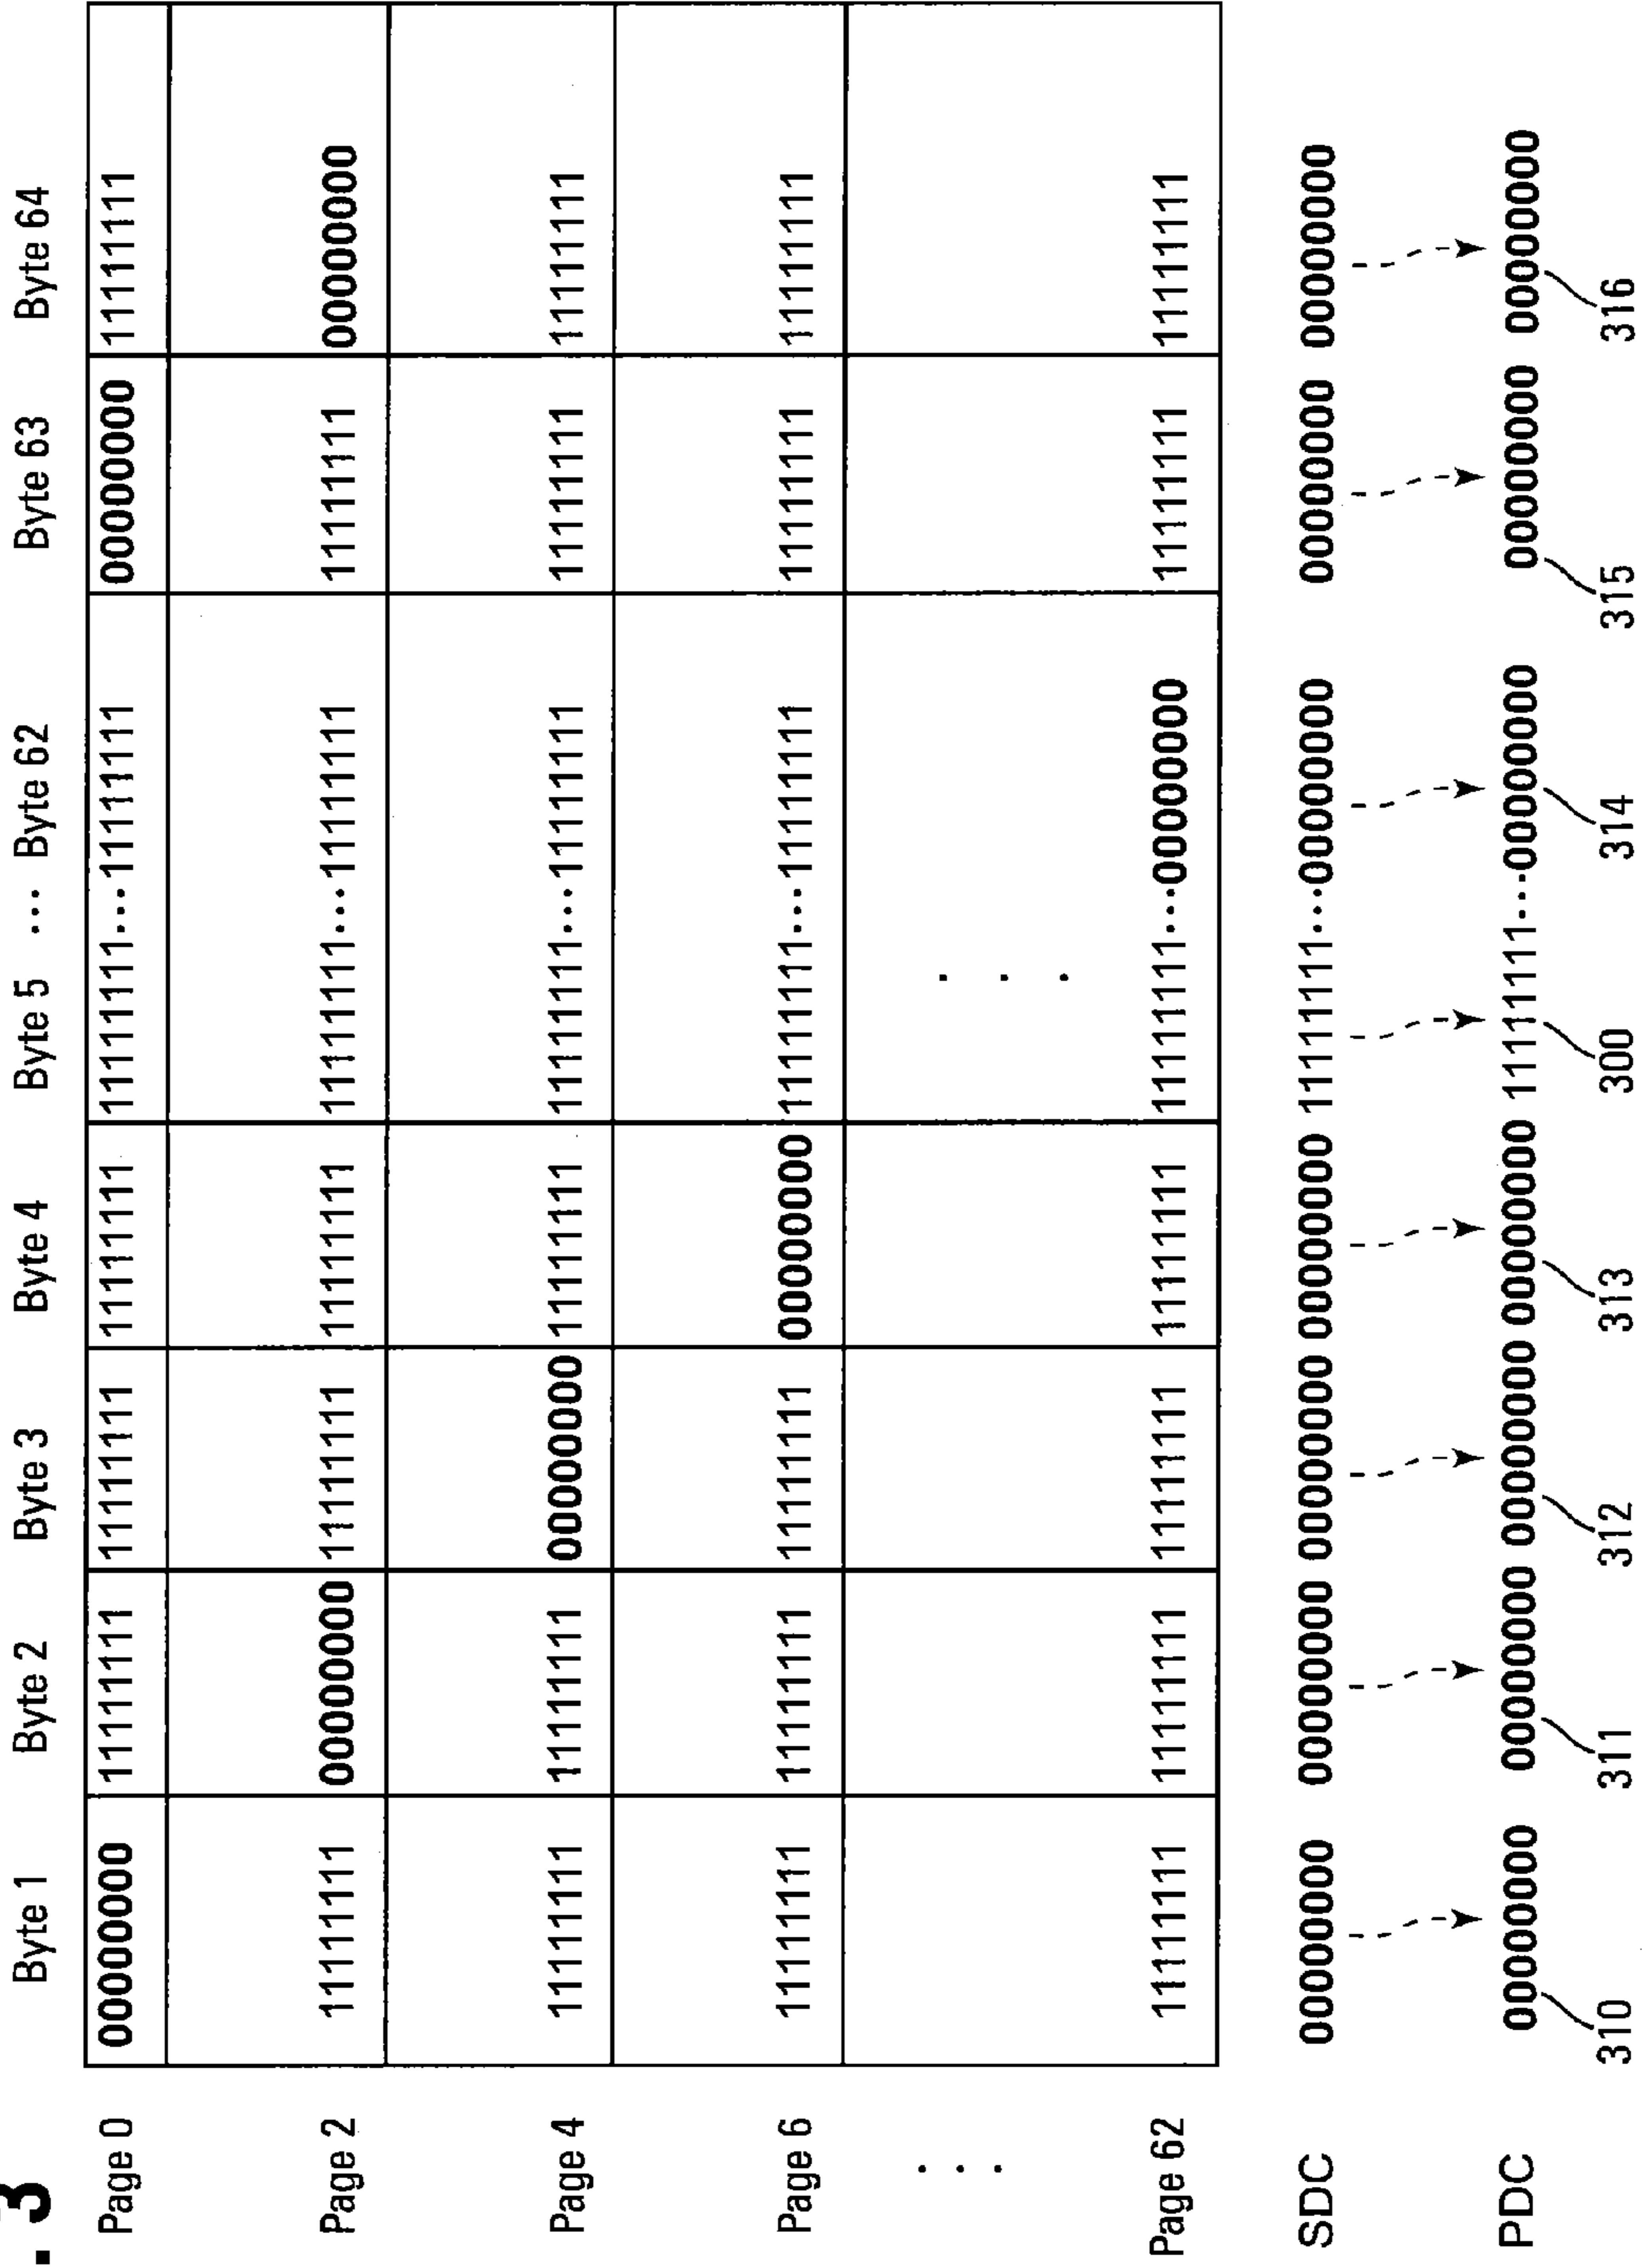 . 3
Byte 1 Byte 2 Byte 3 Byte 4 Byte 5 ... Byte 62 Byte 63 Byte 64
Page 0 00000000 11111111 11111111 11111111 11111111...11111111 00000000 11111111
Page 2 11111111 00000000 11111111 11111111 11111111...11111111 11111111 00000000
Page 4 11111111 11111111 00000000 11111111 11111111...11111111 11111111 11111111
Page 6 11111111 11111111 11111111 00000000 11111111...11111111 11111111 11111111
. . . . . .
Page 62 11111111 11111111 11111111 11111111 11111111...00000000 11111111 11111111
SDC 00000000 00000000 00000000 00000000 11111111...00000000 00000000 00000000
PDC 00000000 00000000 00000000 00000000 11111111...00000000 00000000 00000000
310 311 312 313 300 314 315 316